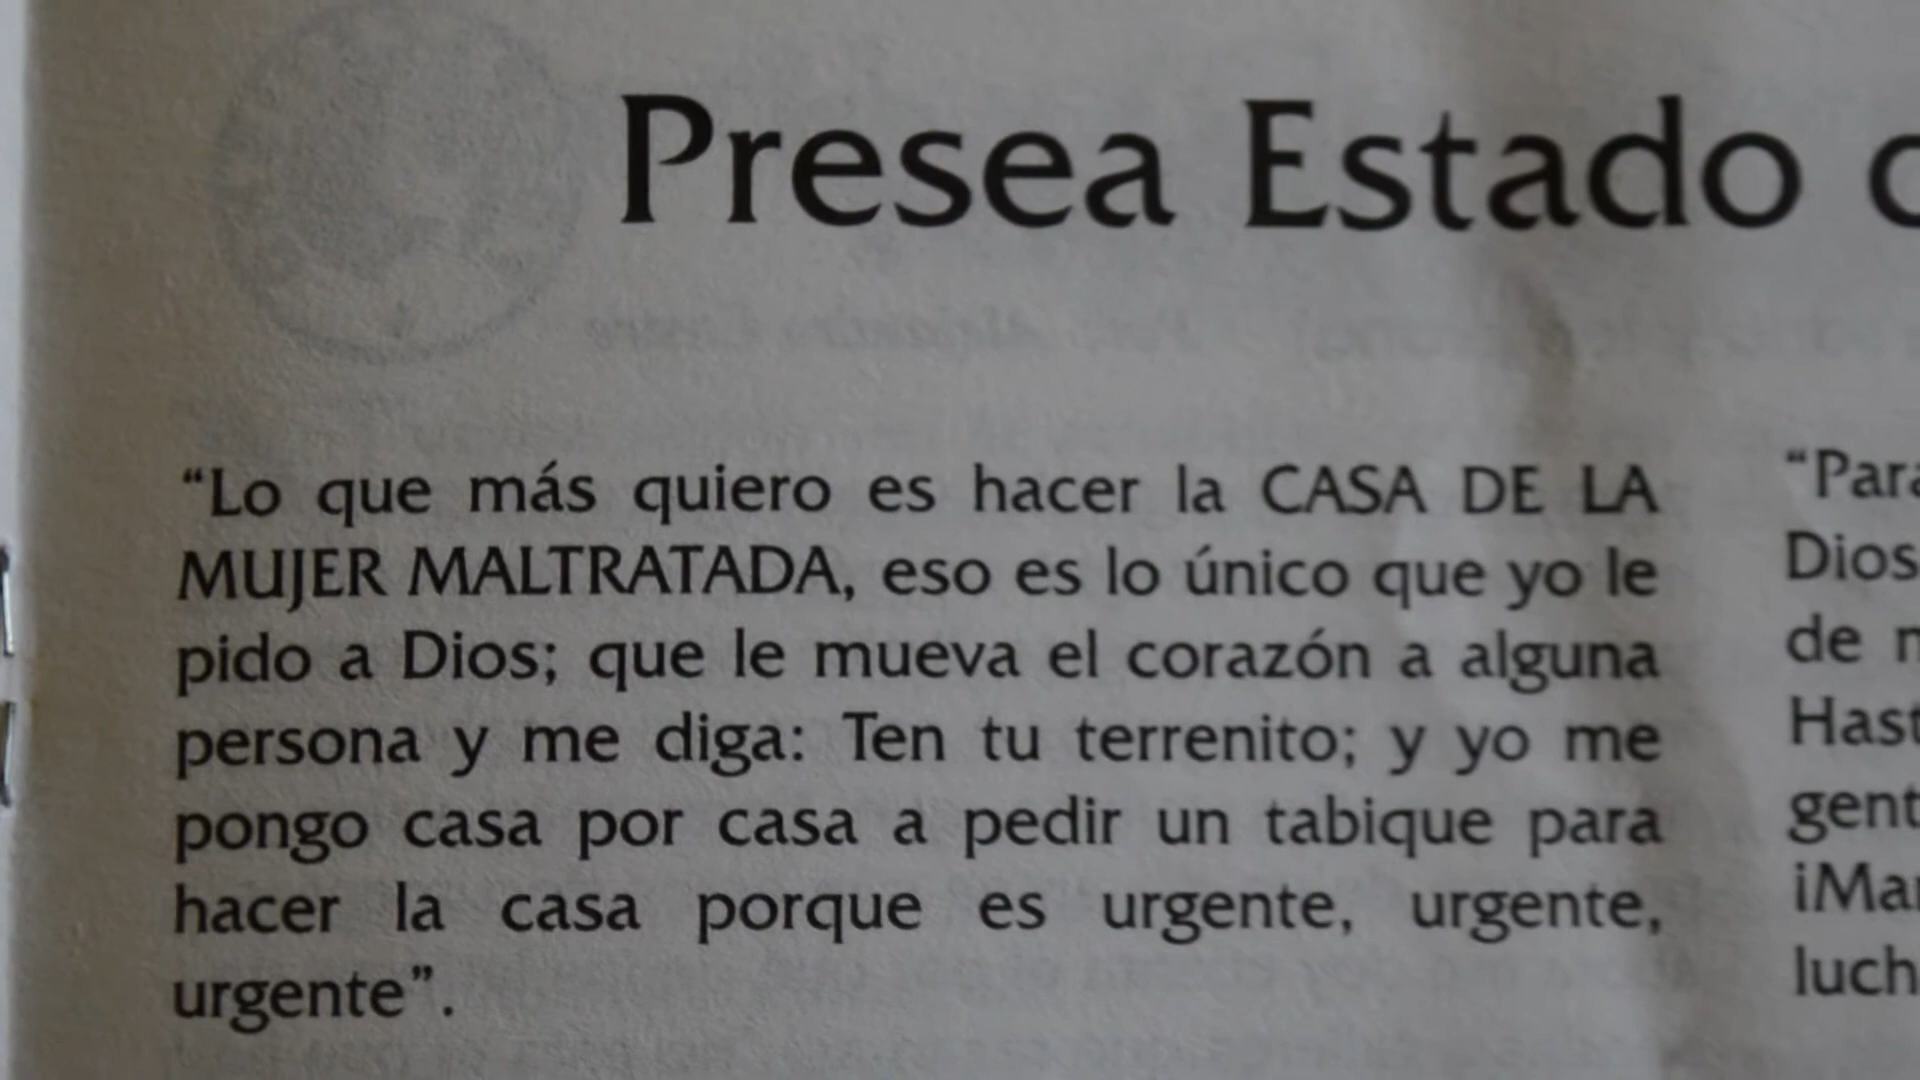 Presea Estado
“Lo que más quiero es hacer la CASA DE LA
MUJER MALTRATADA, eso es lo único que yo le
pido a Dios; que le mueva el corazón a alguna
persona y me diga: Ten tu terrenito; y yo me
pongo casa por casa a pedir un tabique para
hacer la casa porque es urgente, urgente,
urgente”.
“Para
Dios
de